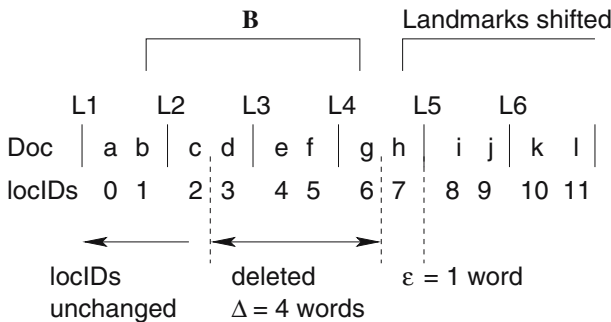 B Landmarks shifted
L1 L2 L3 L4 L5 L6
Doc a b c d e f g h i j k l
locIDs 0 1 2 3 4 5 6 7 8 9 10 11
locIDs deleted ε = 1 word
unchanged Δ = 4 words